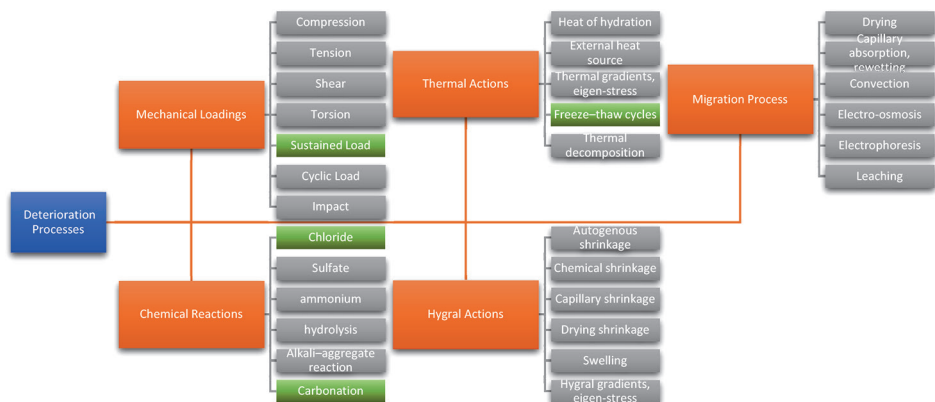 Deterioration
Processes
Mechanical Loadings
Compression
Tension
Shear
Torsion
Sustained Load
Cyclic Load
Impact
Chemical Reactions
Chloride
Sulfate
ammonium
hydrolysis
Alkali–aggregate
reaction
Carbonation
Thermal Actions
Heat of hydration
External heat
source
Thermal gradients,
eigen-stress
Freeze–thaw cycles
Thermal
decomposition
Hygral Actions
Autogenous
shrinkage
Chemical shrinkage
Capillary shrinkage
Drying shrinkage
Swelling
Hygral gradients,
eigen-stress
Migration Process
Drying
Capillary
absorption,
rewetting
Convection
Electro-osmosis
Electrophoresis
Leaching